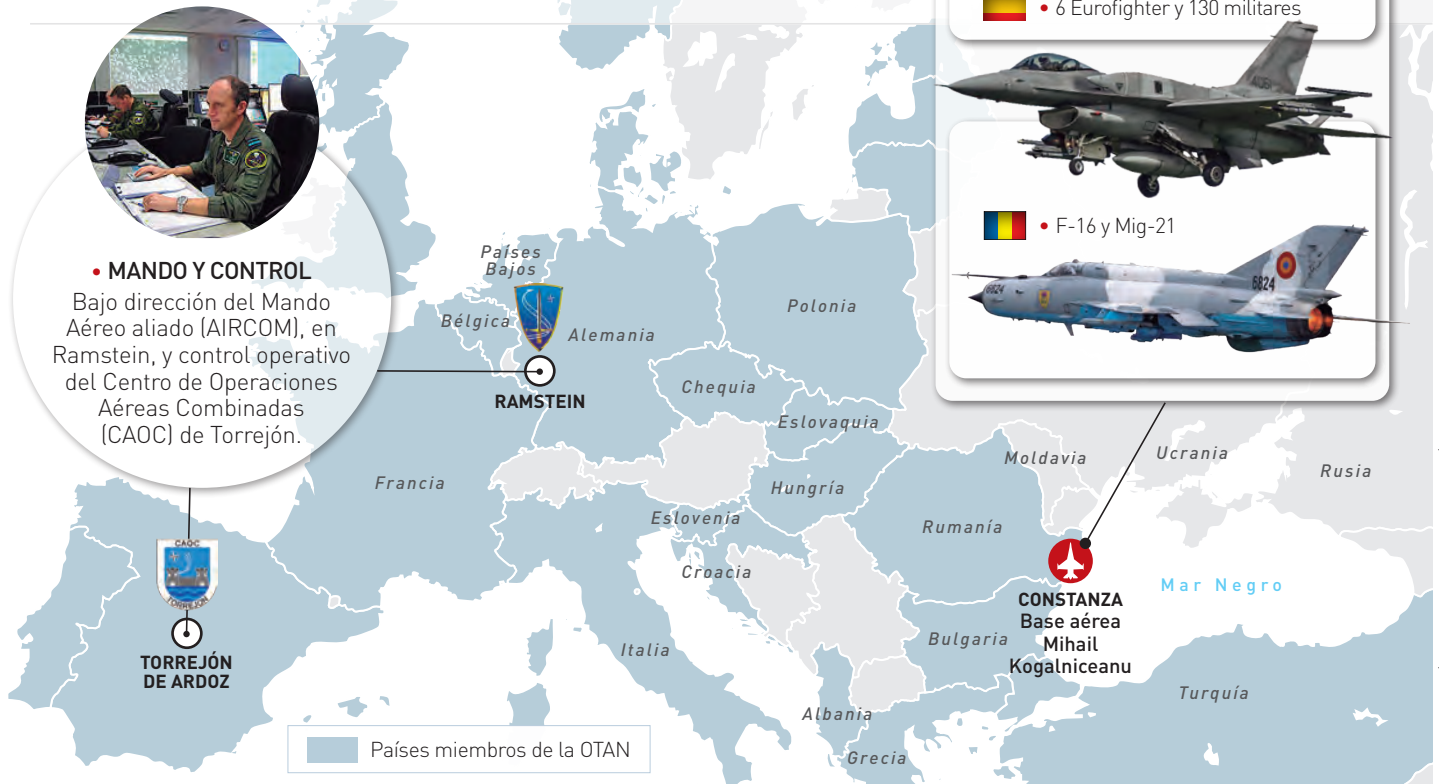 • 6 Eurofighter y 130 militares
• F-16 y Mig-21
6824
6824
• MANDO Y CONTROL
Bajo dirección del Mando
Aéreo aliado (AIRCOM), en
Ramstein, y control operativo
del Centro de Operaciones
Aéreas Combinadas
(CAOC) de Torrejón.
Países
Bajos
Bélgica
Alemania
Polonia
RAMSTEIN
Chequia
Eslovaquia
Francia
Hungría
Moldavia
Ucrania
Rusia
Eslovenia
Rumanía
Croacia
CAOC
TORREJON
TORREJÓN
DE ARDOZ
CONSTANZA
Base aérea
Mihail
Kogalniceanu
Mar Negro
Italia
Bulgaria
Turquía
Albania
Grecia
Países miembros de la OTAN